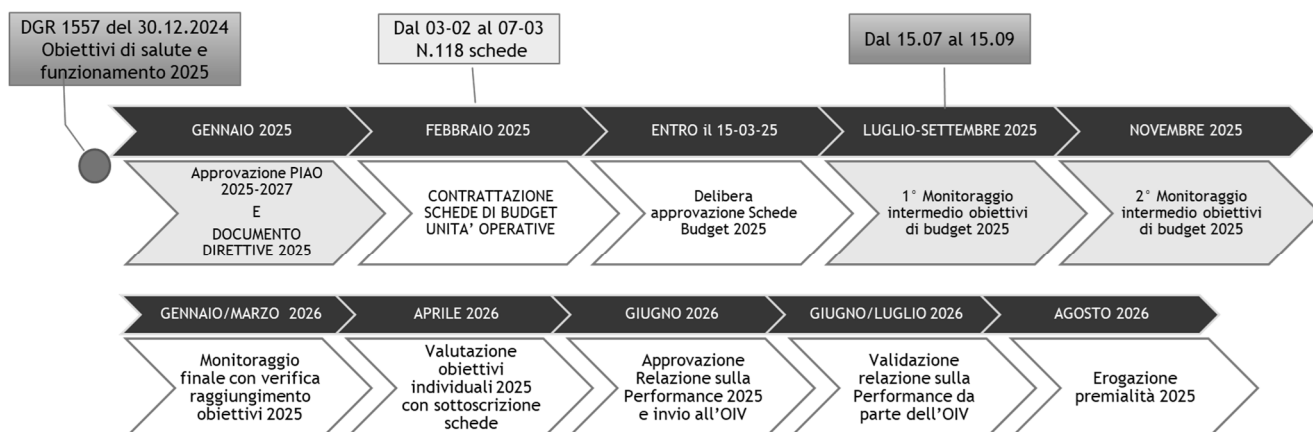 DGR 1557 del 30.12.2024
Obiettivi di salute e
funzionamento 2025
Dal 03-02 al 07-03
N.118 schede
Dal 15.07 al 15.09
GENNAIO 2025
FEBBRAIO 2025
ENTRO il 15-03-25
LUGLIO-SETTEMBRE 2025
NOVEMBRE 2025
Approvazione PIAO
2025-2027
E
DOCUMENTO
DIRETTIVE 2025
CONTRATTAZIONE
SCHEDE DI BUDGET
UNITA’ OPERATIVE
Delibera
approvazione Schede
Budget 2025
1° Monitoraggio
intermedio obiettivi
di budget 2025
2° Monitoraggio
intermedio obiettivi
di budget 2025
GENNAIO/MARZO 2026
APRILE 2026
GIUGNO 2026
GIUGNO/LUGLIO 2026
AGOSTO 2026
Monitoraggio
finale con verifica
raggiungimento
obiettivi 2025
Valutazione
obiettivi
individuali 2025
con sottoscrizione
schede
Approvazione
Relazione sulla
Performance 2025
e invio all’OIV
Validazione
relazione sulla
Performance da
parte dell’OIV
Erogazione
premialità 2025